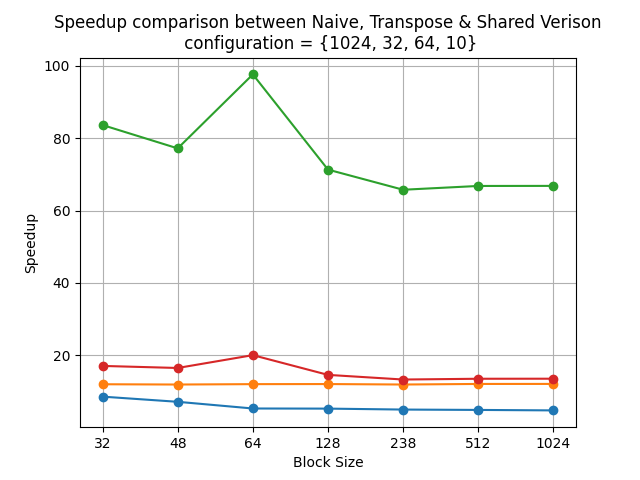 Speedup comparison between Naive, Transpose & Shared Verison
configuration = {1024, 32, 64, 10}
100
80
60
40
20
Speedup
32 48 64 128 238 512 1024
Block Size